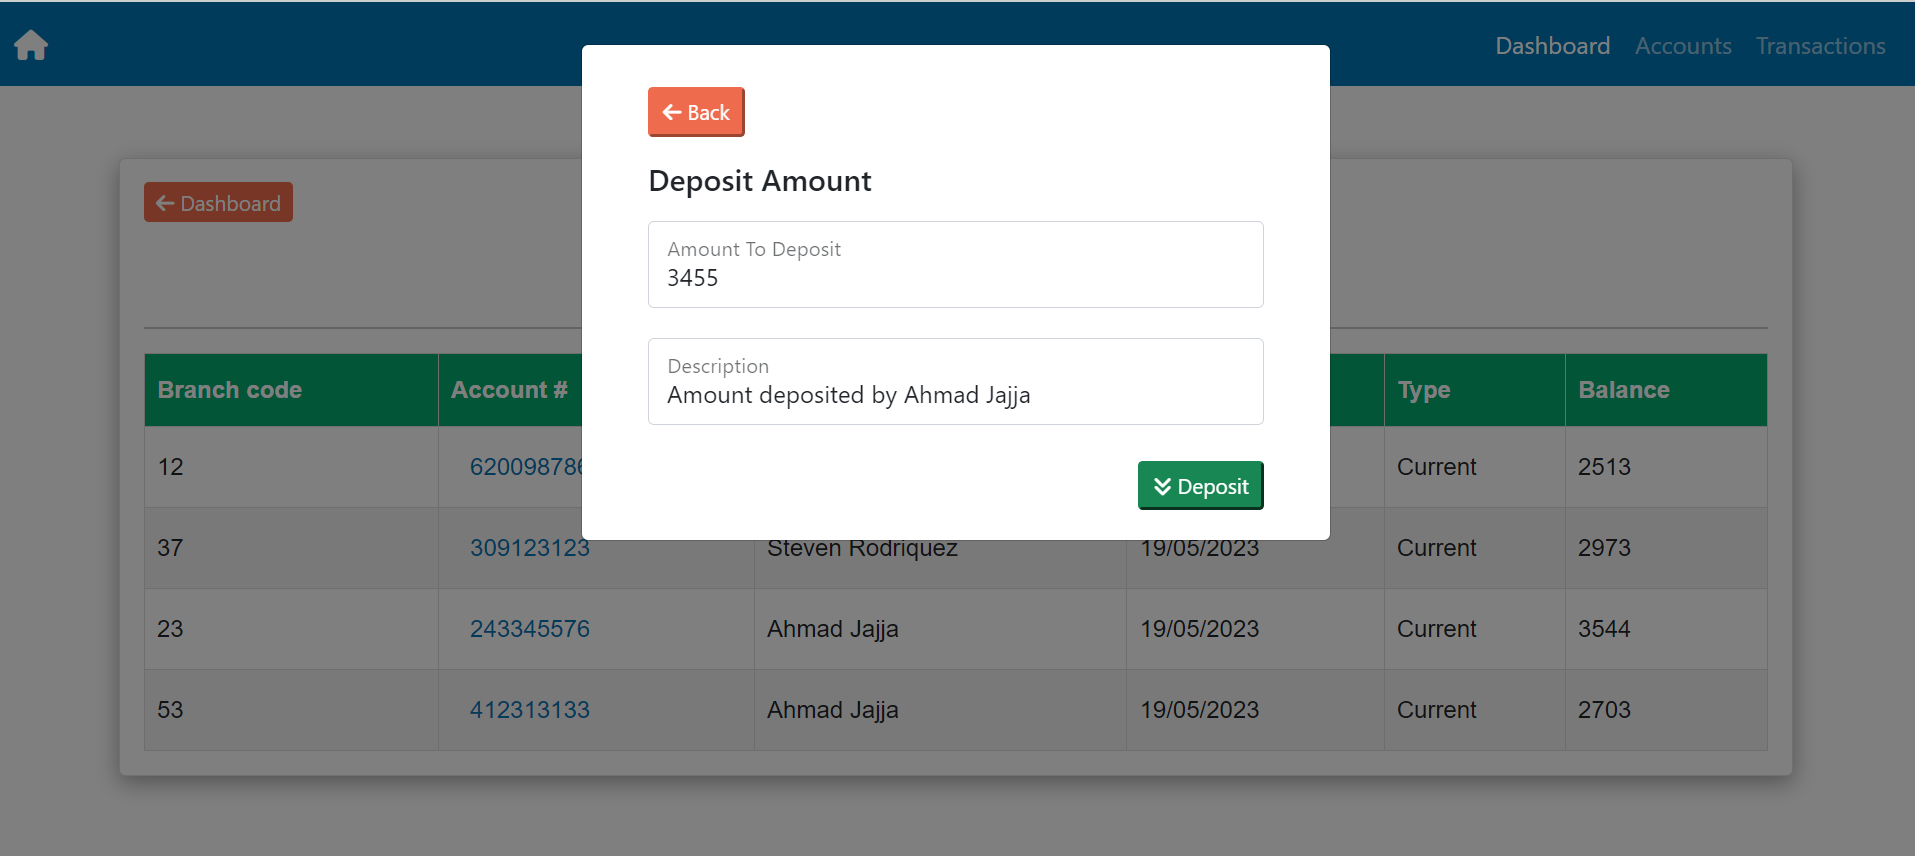 Dashboard Accounts Transactions
Back
Dashboard
Deposit Amount
Amount To Deposit
3455
Description
Amount deposited by Ahmad Jajja
Deposit
Branch code Account # Type Balance
12 Current 2513
37 309123123 Steven Rodriquez 19/05/2023 Current 2973
23 243345576 Ahmad Jajja 19/05/2023 Current 3544
53 412313133 Ahmad Jajja 19/05/2023 Current 2703